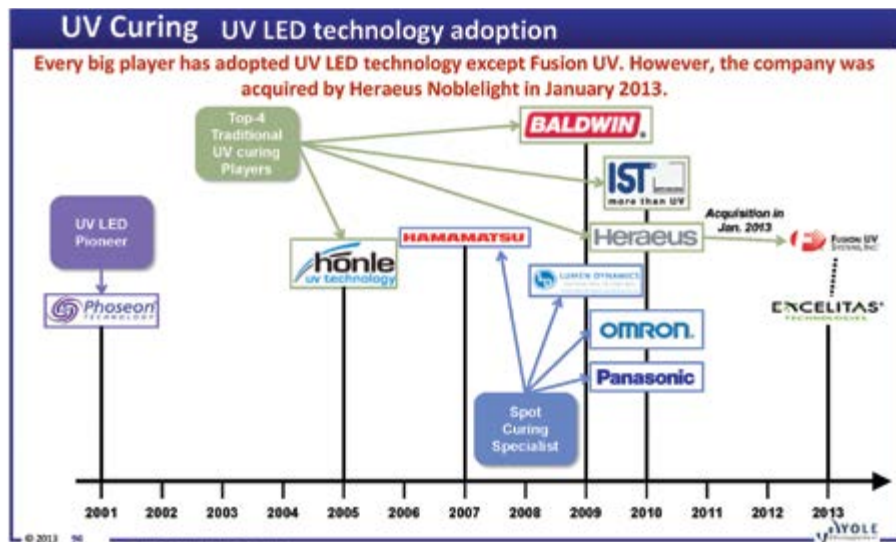 UV Curing UV LED technology adoption
Every big player has adopted UV LED technology except Fusion UV. However, the company was
acquired by Heraeus Noblelight in January 2013.
Top-4
Traditional
UV curing
Players
BALDWIN
IST
more than UV
UV LED
Pioneer
Acquisition in
Jan. 2013
HAMAMATSU
Heraeus
FUSION UV
SYSTEMS, INC.
hönle
uv technology
LUMEN DYNAMICS
Phoseon
TECHNOLOGY
EXCELITAS
TECHNOLOGIES
OMRON
Panasonic
Spot
Curing
Specialist
2001 2002 2003 2004 2005 2006 2007 2008 2009 2010 2011 2012 2013
© 2013 96
YOLE